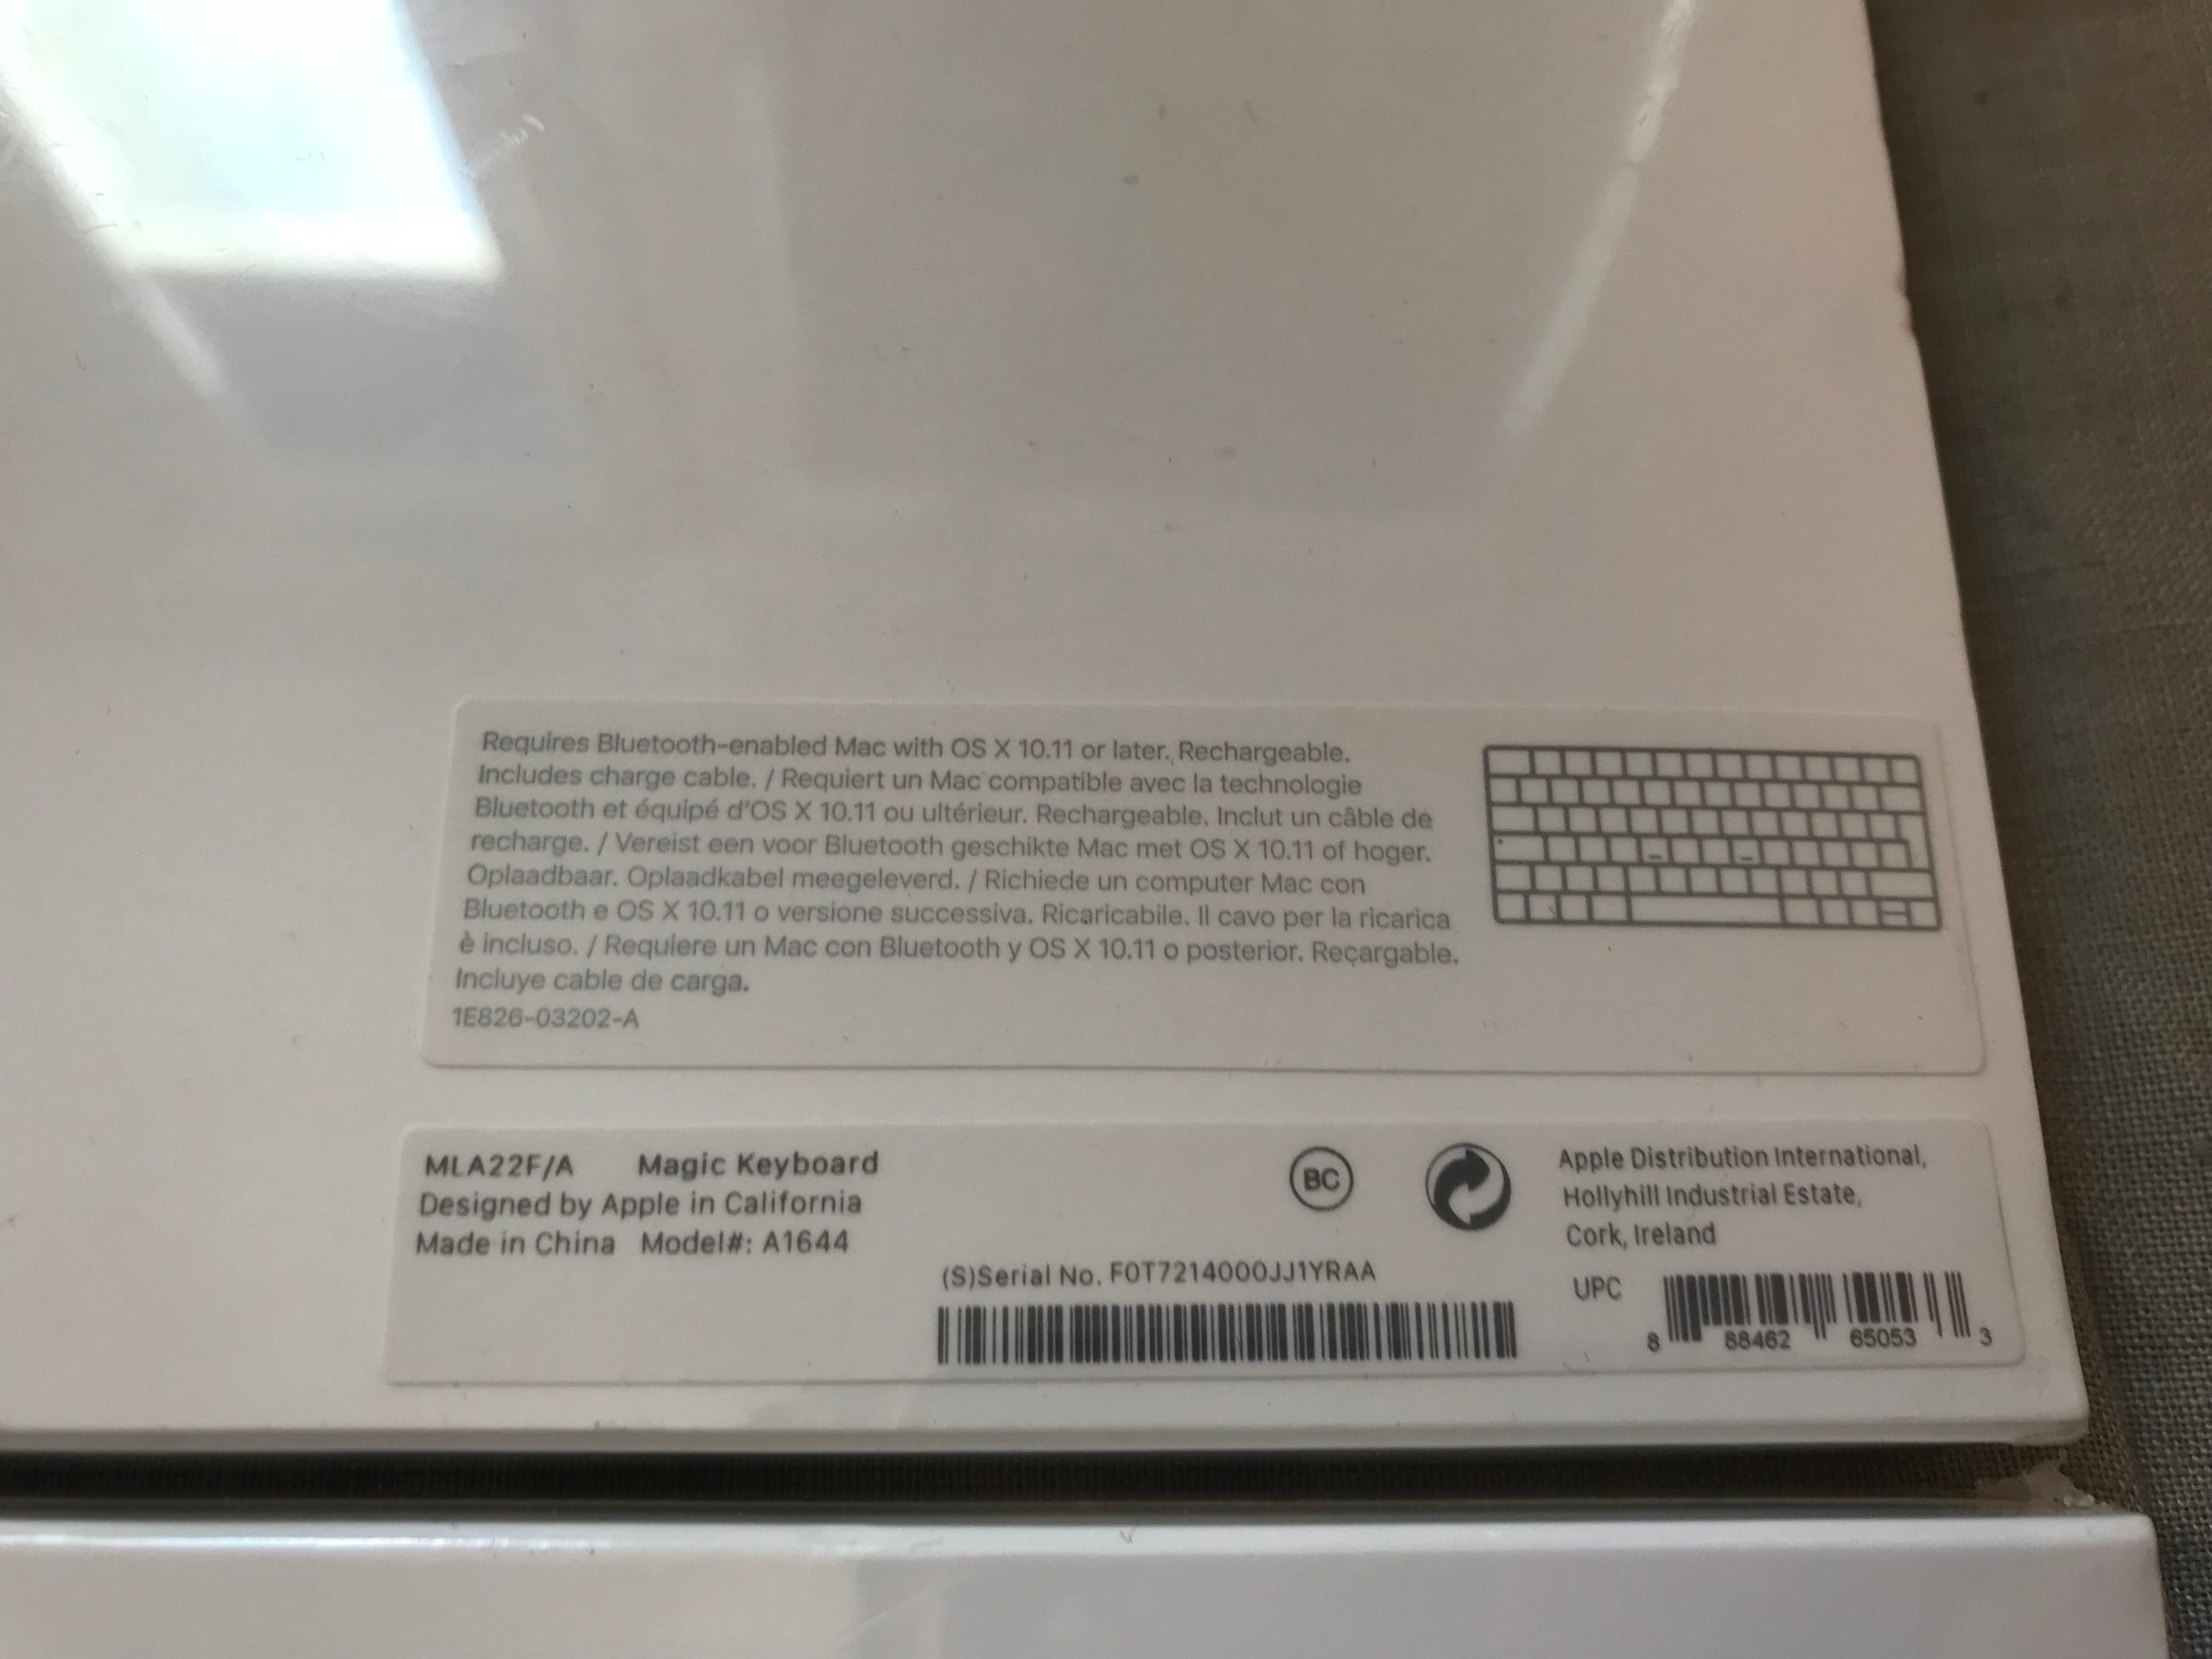 Requires Bluetooth-enabled Mac with OS X 10.11 or later. Rechargeable.
Includes charge cable. / Requiert un Mac compatible avec la technologie
Bluetooth et équipé d'OS X 10.11 ou ultérieur. Rechargeable. Inclut un câble de
recharge. / Vereist een voor Bluetooth geschikte Mac met OS X 10.11 of hoger.
Oplaadbaar. Oplaadkabel meegeleverd. / Richiede un computer Mac con
Bluetooth e OS X 10.11 o versione successiva. Ricaricabile. Il cavo per la ricarica
è incluso. / Requiere un Mac con Bluetooth y OS X 10.11 o posterior. Recargable.
Incluye cable de carga.
1E826-03202-A
MLA22F/A Magic Keyboard
Designed by Apple in California
Made in China Model#: A1644
BC
(S)Serial No. F0T7214000JJ1YRAA
Apple Distribution International,
Hollyhill Industrial Estate,
Cork, Ireland
UPC
8 88462 65053 3